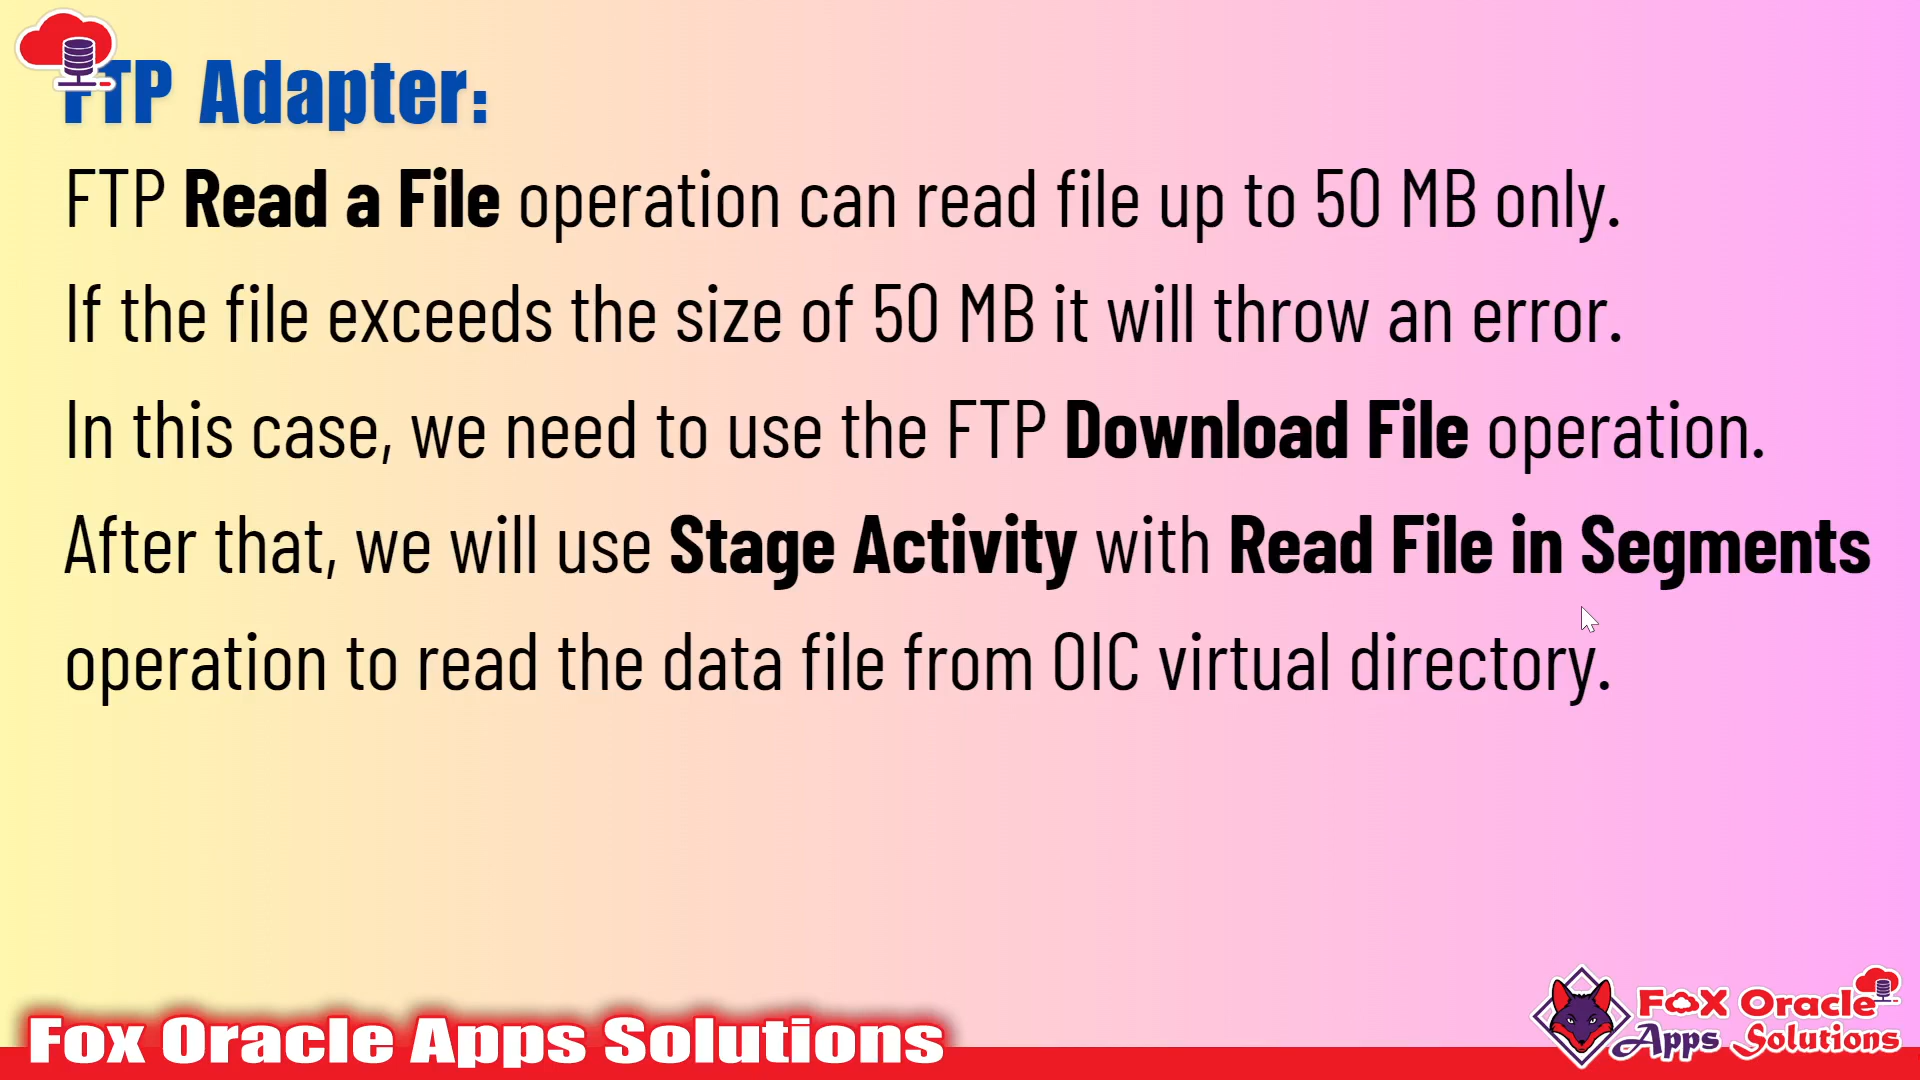 FTP Adapter:
FTP Read a File operation can read file up to 50 MB only.
If the file exceeds the size of 50 MB it will throw an error.
In this case, we need to use the FTP Download File operation.
After that, we will use Stage Activity with Read File in Segments
operation to read the data file from OIC virtual directory.
Fox Oracle Apps Solutions
Fox Oracle
Apps Solutions